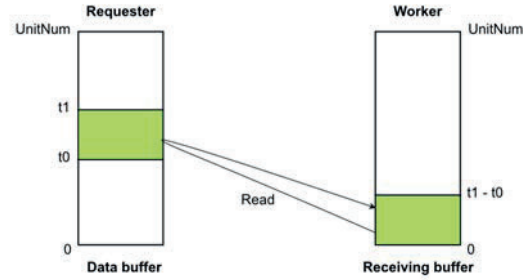 Requester
Worker
UnitNum
UnitNum
t1
t0
Read
t1 - t0
0
0
Data buffer
Receiving buffer